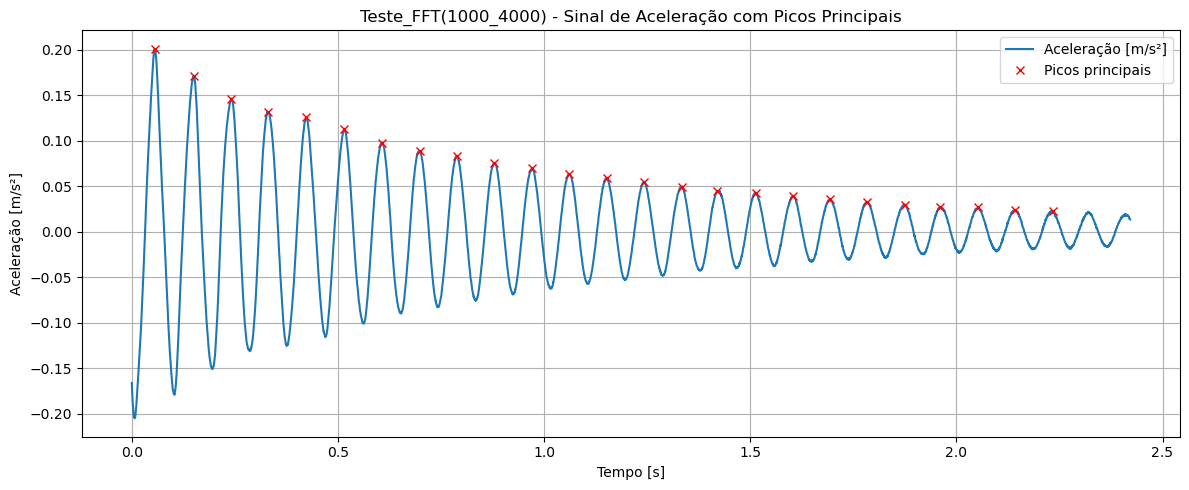 Teste_FFT(1000_4000) - Sinal de Aceleração com Picos Principais
Aceleração [m/s²]
Picos principais
0.20
0.15
0.10
0.05
0.00
−0.05
−0.10
−0.15
−0.20
Aceleração [m/s²]
0.0 0.5 1.0 1.5 2.0 2.5
Tempo [s]